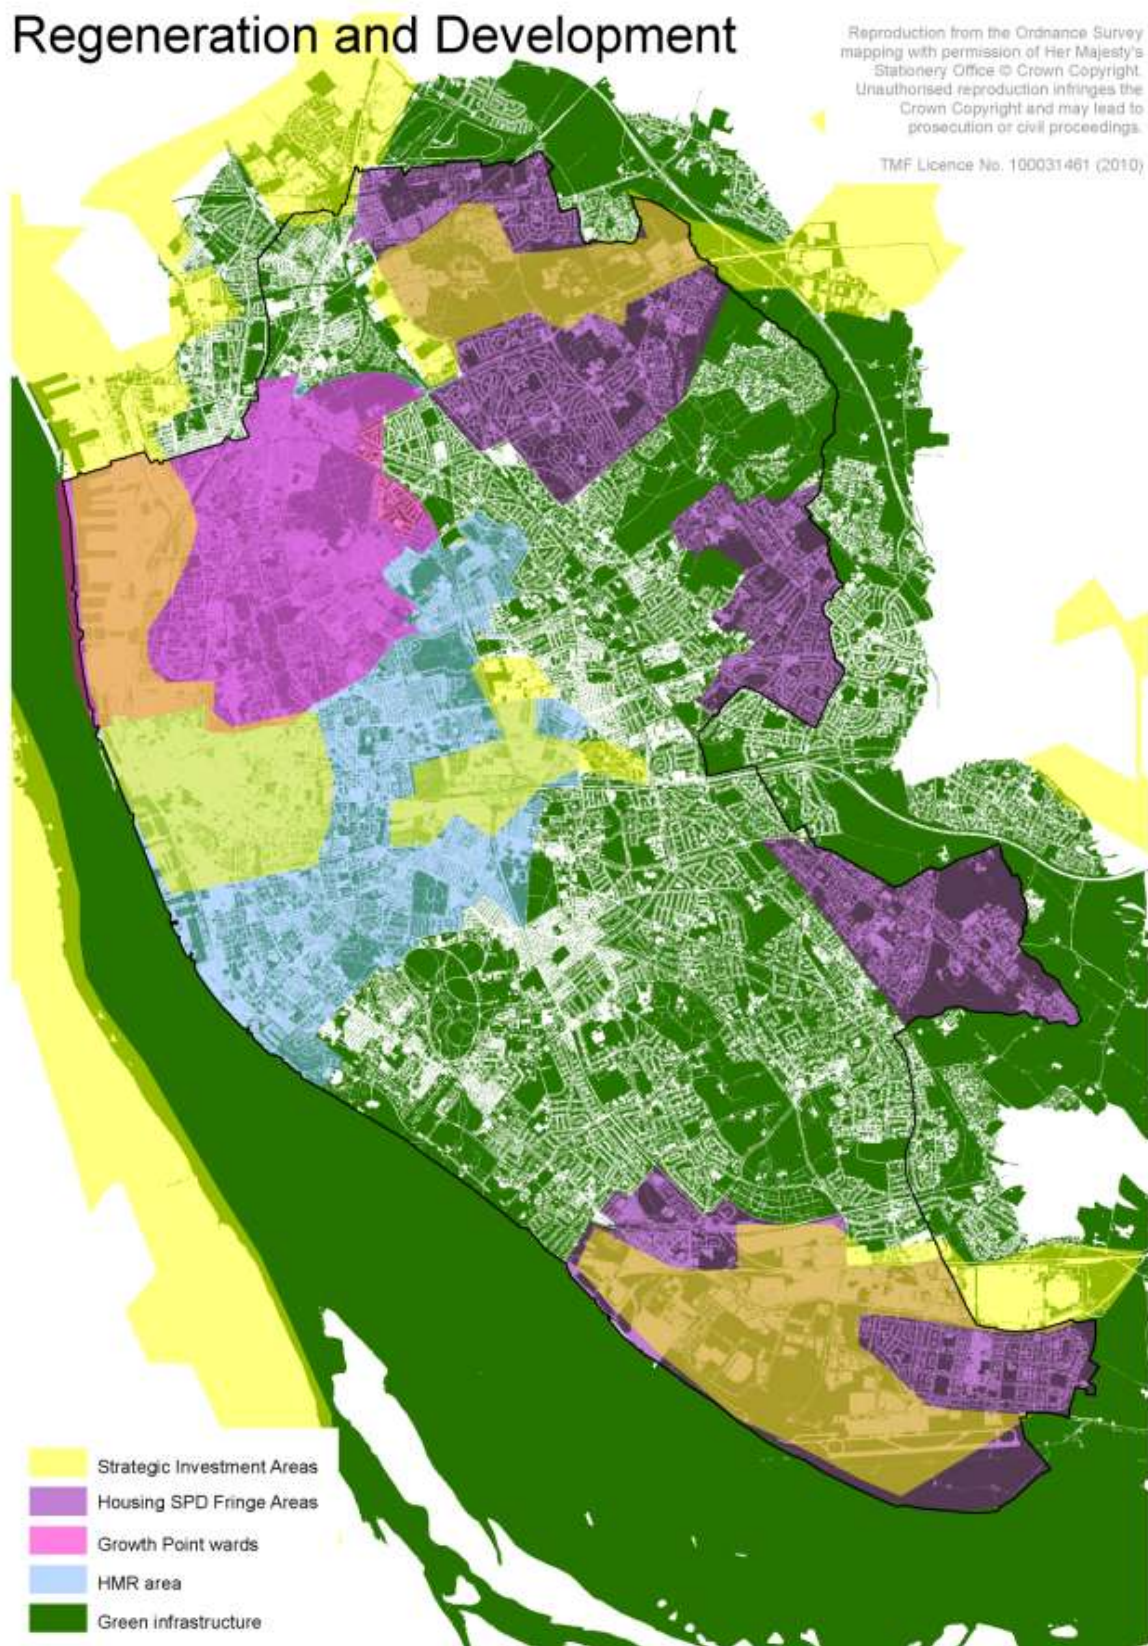 Regeneration and Development
Reproduction from the Ordnance Survey
mapping with permission of Her Majesty's
Stationery Office © Crown Copyright.
Unauthorised reproduction infringes the
Crown Copyright and may lead to
prosecution or civil proceedings.
TMF Licence No. 100031461 (2010)
Strategic Investment Areas
Housing SPD Fringe Areas
Growth Point wards
HMR area
Green infrastructure